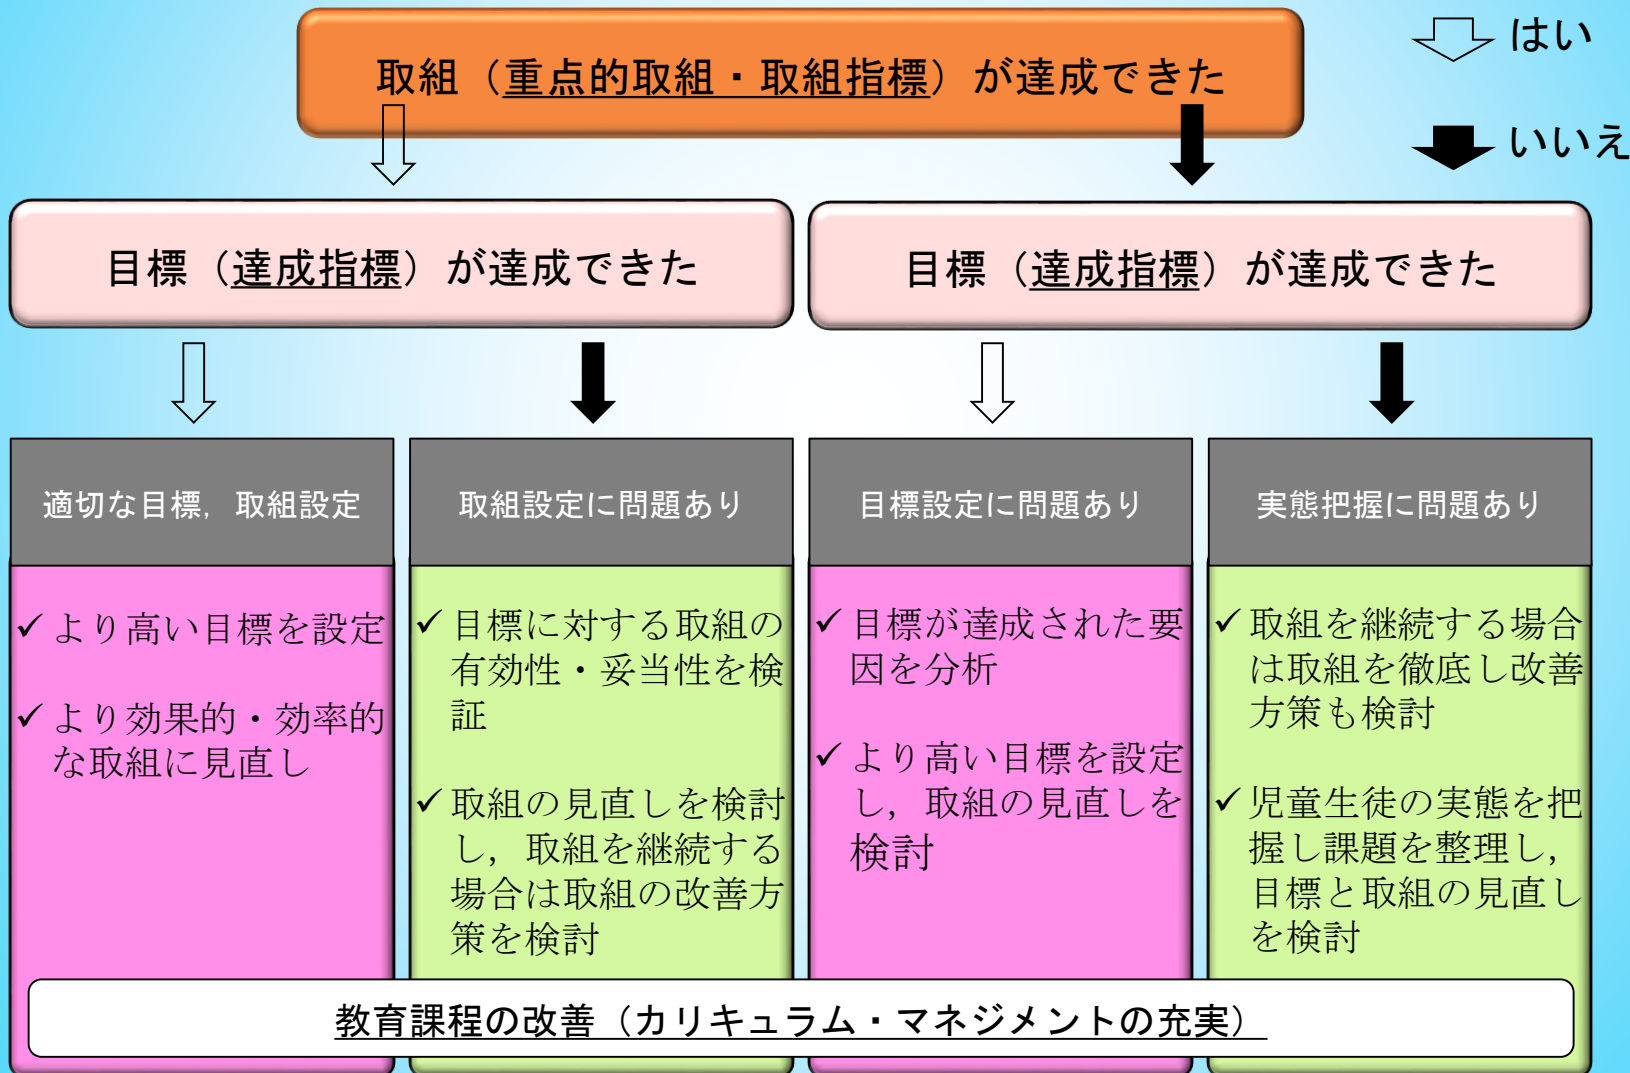 取組（重点的取組・取組指標）が達成できた
はい
いいえ
目標（達成指標）が達成できた
目標（達成指標）が達成できた
適切な目標，取組設定
✓より高い目標を設定
✓より効果的・効率的
な取組に見直し
取組設定に問題あり
✓目標に対する取組の
有効性・妥当性を検
証
✓取組の見直しを検討
し，取組を継続する
場合は取組の改善方
策を検討
目標設定に問題あり
✓目標が達成された要
因を分析
✓より高い目標を設定
し，取組の見直しを
検討
実態把握に問題あり
✓取組を継続する場合
は取組を徹底し改善
方策も検討
✓児童生徒の実態を把
握し課題を整理し，
目標と取組の見直し
を検討
教育課程の改善（カリキュラム・マネジメントの充実）